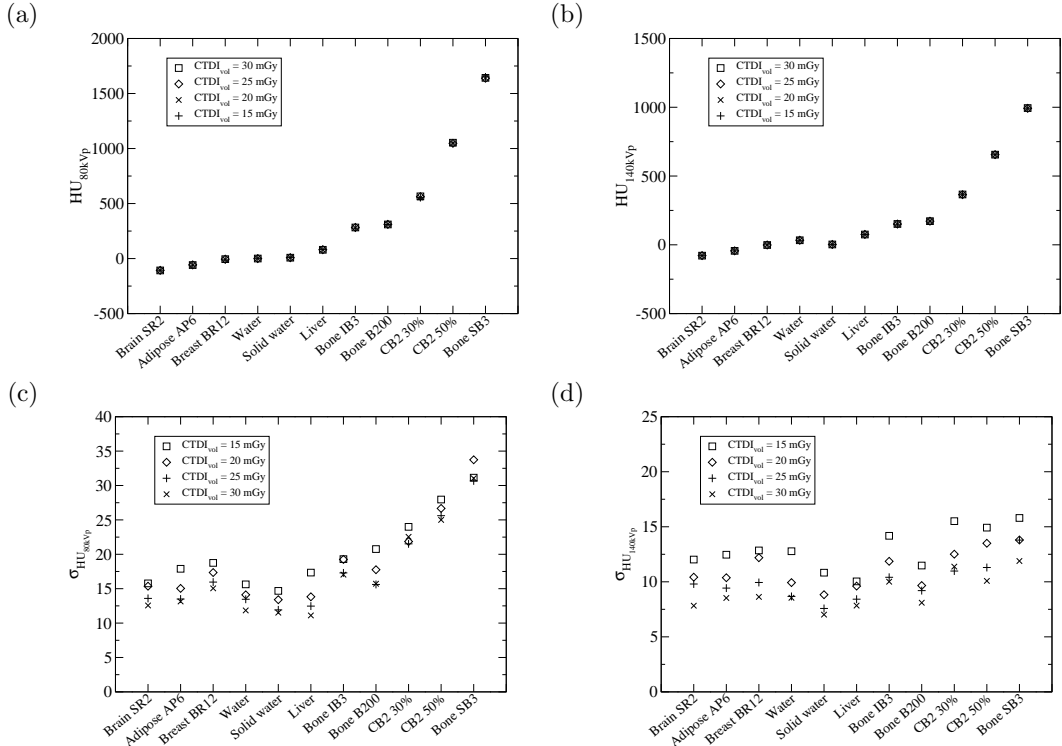 (a)
2000
1500
1000
500
0
-500
HU80kVp
CTDIvol = 30 mGy
CTDIvol = 25 mGy
CTDIvol = 20 mGy
CTDIvol = 15 mGy
Brain SR2
Adipose AP6
Breast BR12
Water
Solid water
Liver
Bone IB3
Bone B200
CB2 30%
CB2 50%
Bone SB3
(b)
1500
1000
500
0
-500
HU140kVp
CTDIvol = 30 mGy
CTDIvol = 25 mGy
CTDIvol = 20 mGy
CTDIvol = 15 mGy
Brain SR2
Adipose AP6
Breast BR12
Water
Solid water
Liver
Bone IB3
Bone B200
CB2 30%
CB2 50%
Bone SB3
(c)
40
35
30
25
20
15
10
5
0
σHU80kVp
CTDIvol = 15 mGy
CTDIvol = 20 mGy
CTDIvol = 25 mGy
CTDIvol = 30 mGy
Brain SR2
Adipose AP6
Breast BR12
Water
Solid water
Liver
Bone IB3
Bone B200
CB2 30%
CB2 50%
Bone SB3
(d)
25
20
15
10
5
0
σHU140kVp
CTDIvol = 15 mGy
CTDIvol = 20 mGy
CTDIvol = 25 mGy
CTDIvol = 30 mGy
Brain SR2
Adipose AP6
Breast BR12
Water
Solid water
Liver
Bone IB3
Bone B200
CB2 30%
CB2 50%
Bone SB3